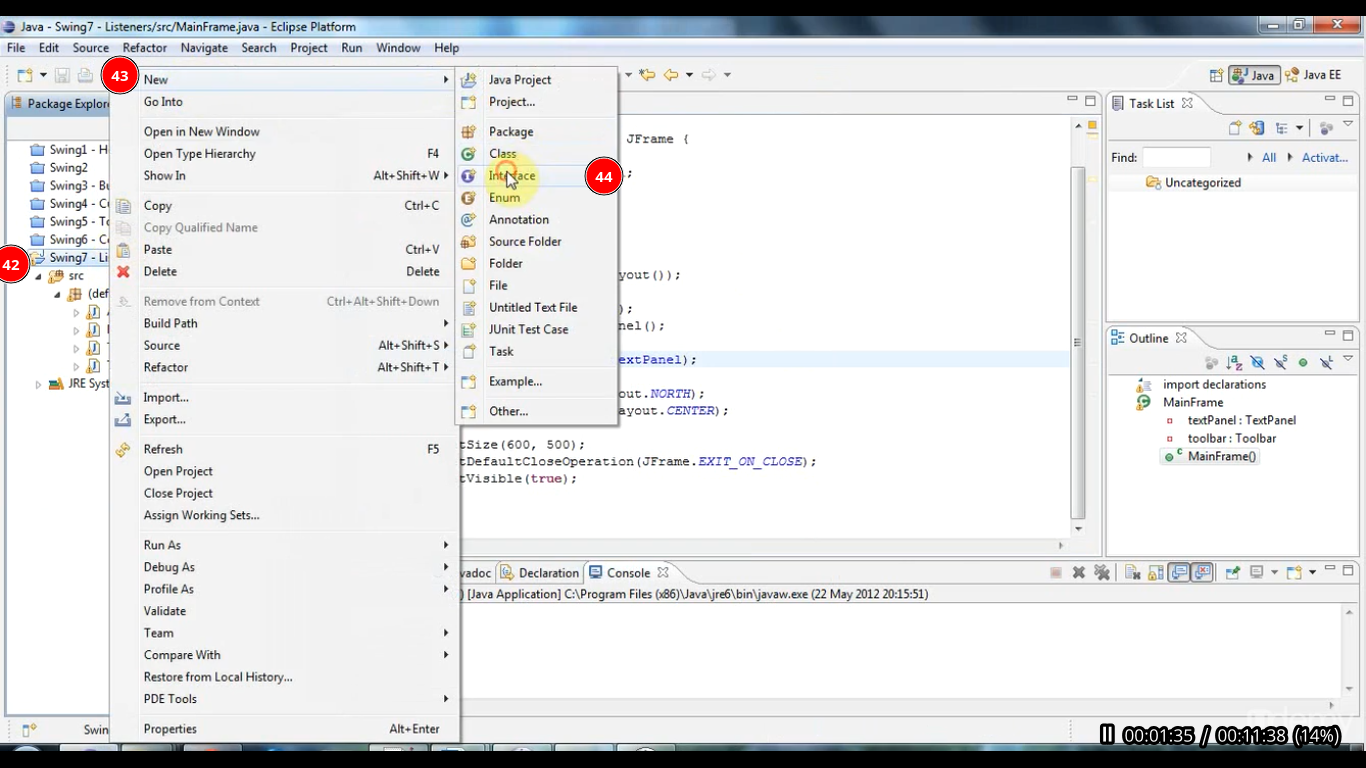 Java - Swing7 - Listeners/src/MainFrame.java - Eclipse Platform
File Edit Source Refactor Navigate Search Project Run Window Help
43
New
Go Into
Open in New Window
Open Type Hierarchy F4
Show In Alt+Shift+W
Copy Ctrl+C
Copy Qualified Name
Paste Ctrl+V
Delete Delete
Remove from Context Ctrl+Alt+Shift+Down
Build Path
Source Alt+Shift+S
Refactor Alt+Shift+T
Import...
Export...
Refresh F5
Open Project
Close Project
Assign Working Sets...
Run As
Debug As
Profile As
Validate
Team
Compare With
Restore from Local History...
PDE Tools
Properties Alt+Enter
Java Project
Project...
Package
Class
Interface
44
Enum
Annotation
Source Folder
Folder
File
Untitled Text File
JUnit Test Case
Task
Example...
Other...
Package Explor
Swing1 - H
Swing2
Swing3 - Bu
Swing4 - C
Swing5 - To
Swing6 - Co
42
Swing7 - Li
src
(def
JRE Syst
JFrame {
;
yout());
);
nel();
extPanel);
out.NORTH);
ayout.CENTER);
tSize(600, 500);
tDefaultCloseOperation(JFrame.EXIT_ON_CLOSE);
tVisible(true);
Java Java EE
Task List
Find: All Activat...
Uncategorized
Outline
import declarations
MainFrame
textPanel : TextPanel
toolbar : Toolbar
MainFrame()
vadoc Declaration Console
) [Java Application] C:\Program Files (x86)\Java\jre6\bin\javaw.exe (22 May 2012 20:15:51)
Swin
00:01:35 / 00:11:38 (14%)